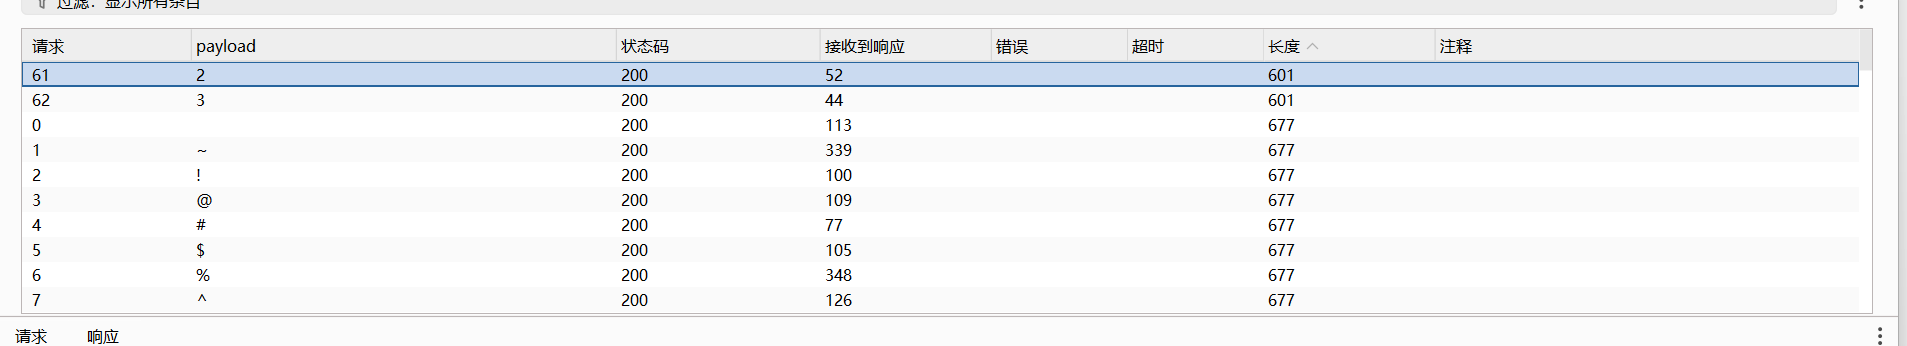 过滤：显示所有条目
请求 payload 状态码 接收到响应 错误 超时 长度 注释
61 2 200 52 601
62 3 200 44 601
0 200 113 677
1 ~ 200 339 677
2 ! 200 100 677
3 @ 200 109 677
4 # 200 77 677
5 $ 200 105 677
6 % 200 348 677
7 ^ 200 126 677
请求 响应